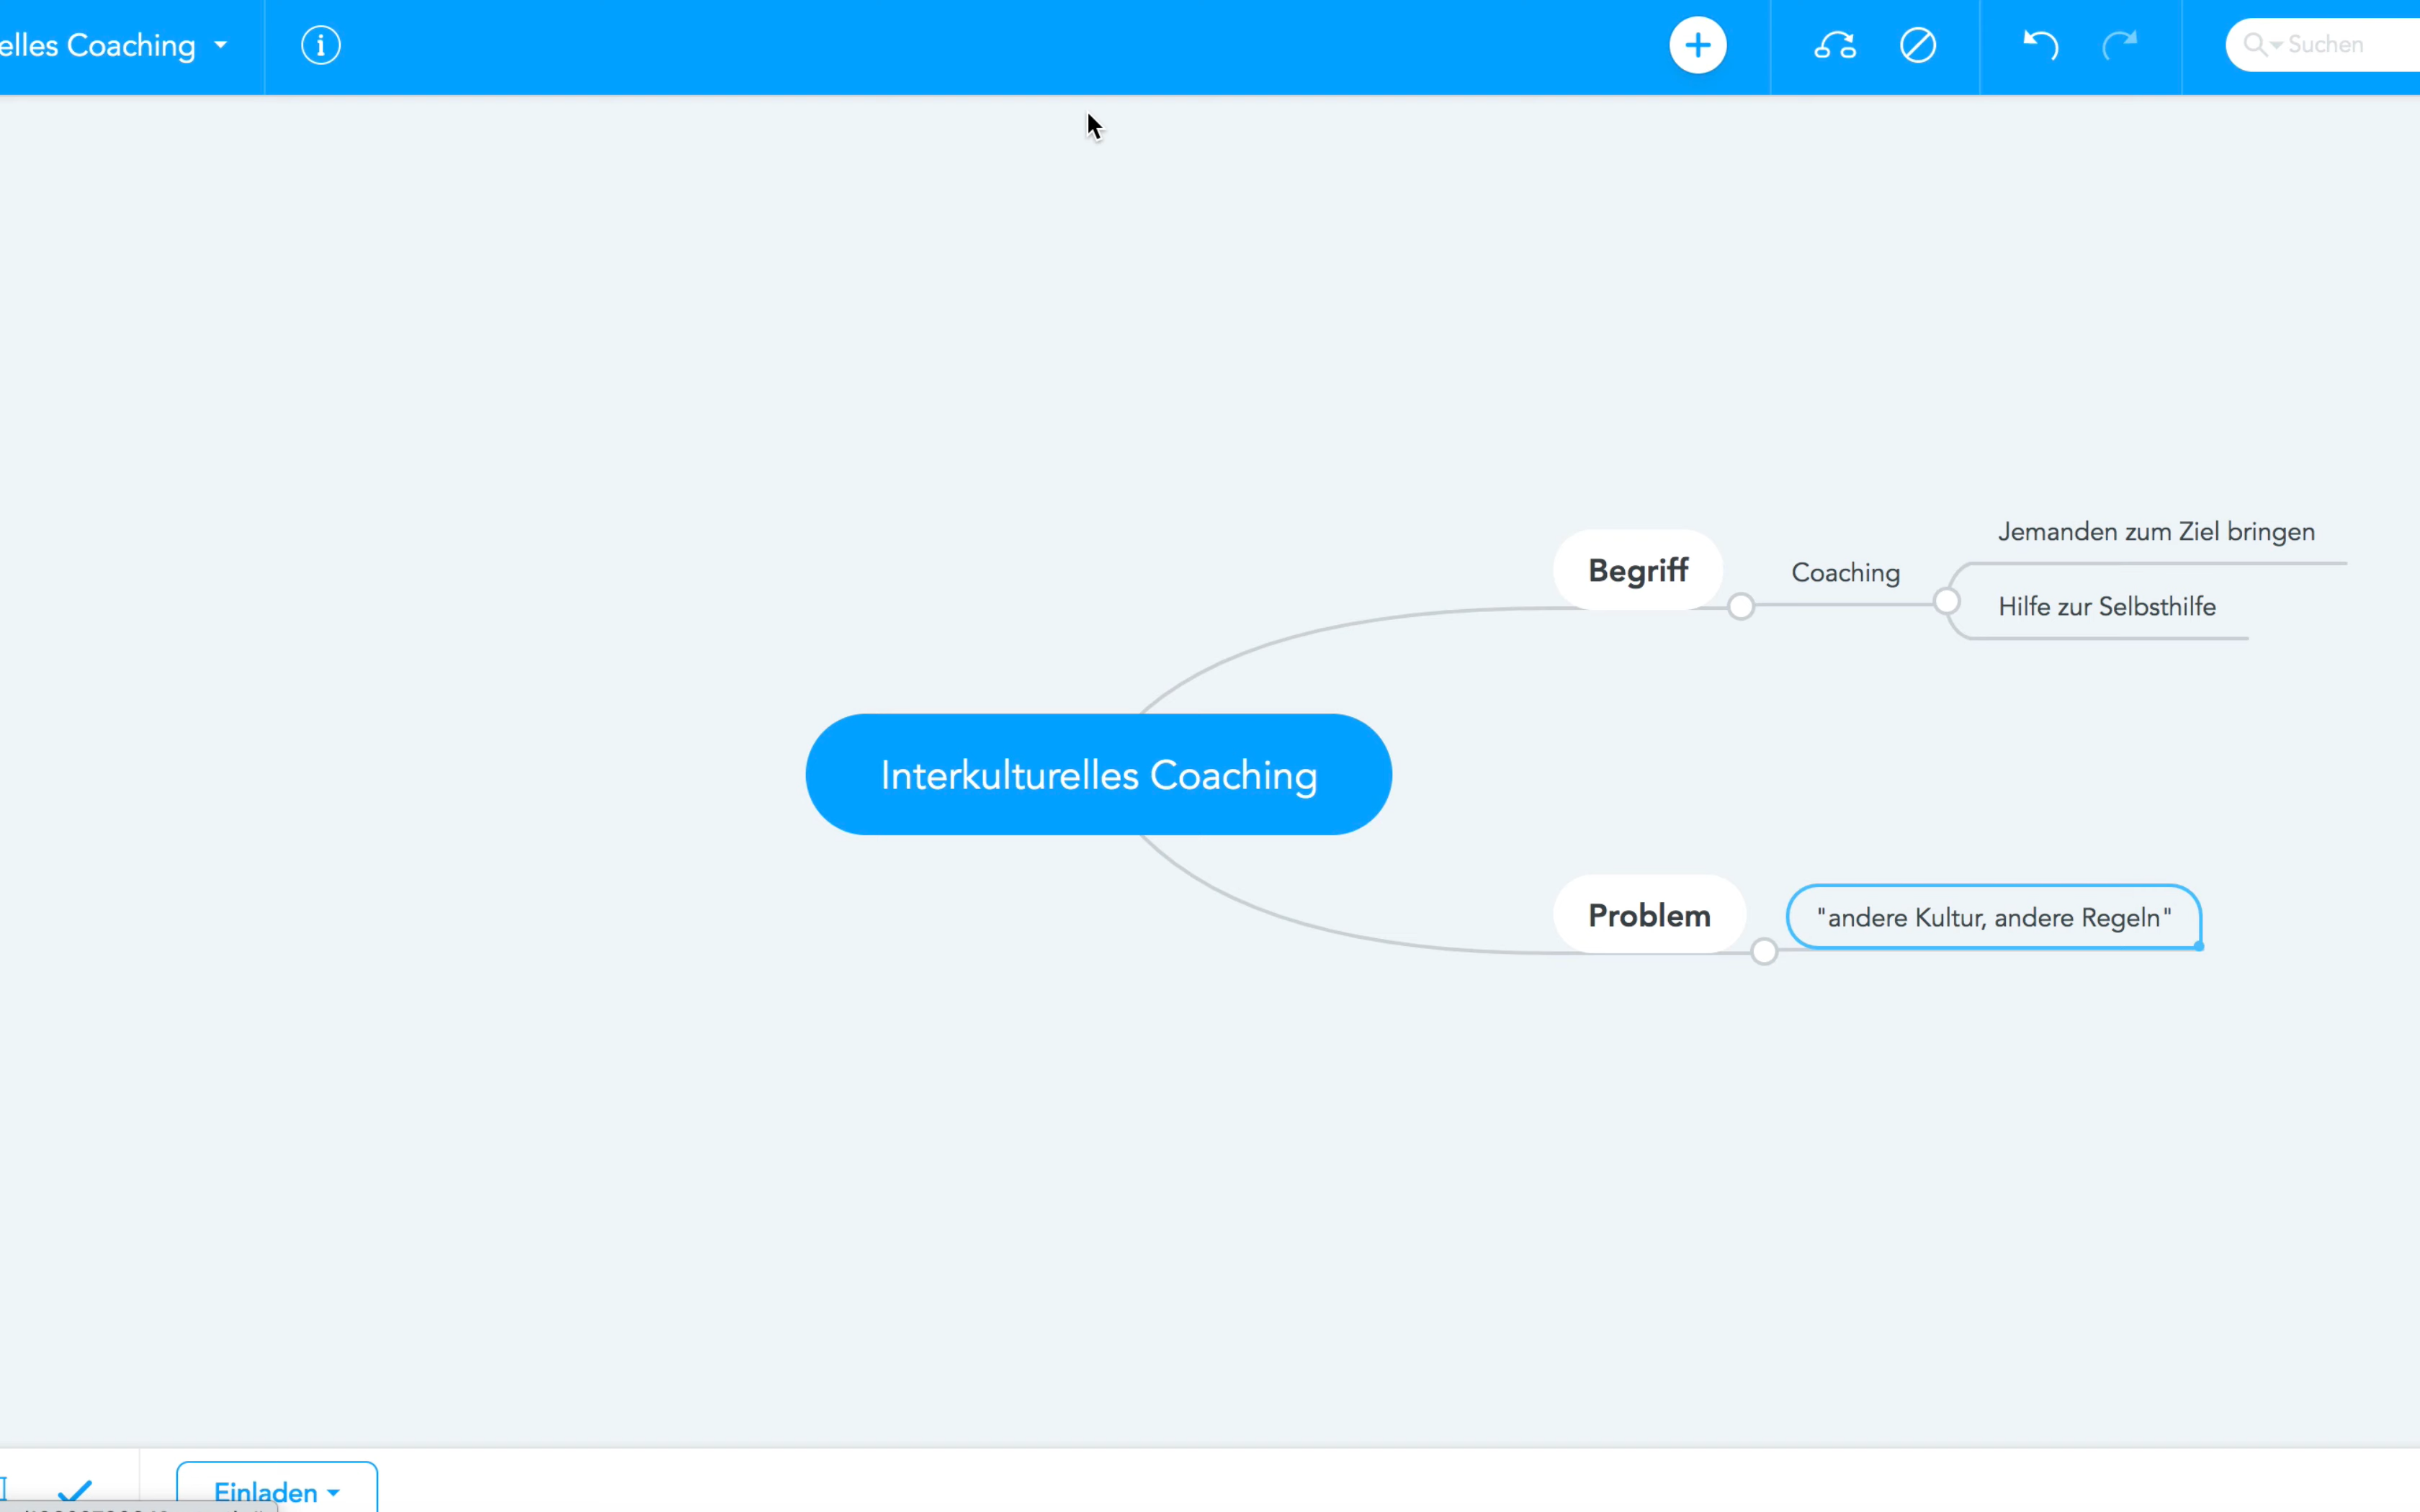 elles Coaching
Suchen
Jemanden zum Ziel bringen
Begriff
Coaching
Hilfe zur Selbsthilfe
Interkulturelles Coaching
Problem
"andere Kultur, andere Regeln"
Einladen